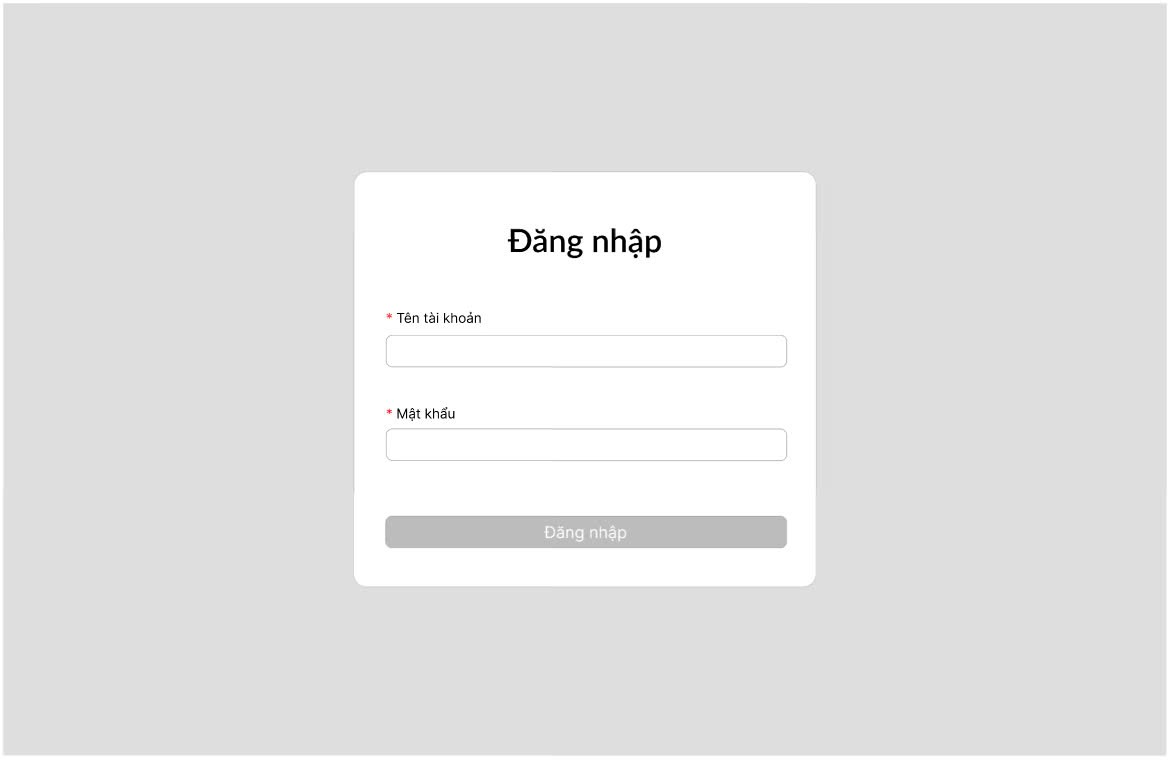 Đăng nhập
* Tên tài khoản
* Mật khẩu
Đăng nhập